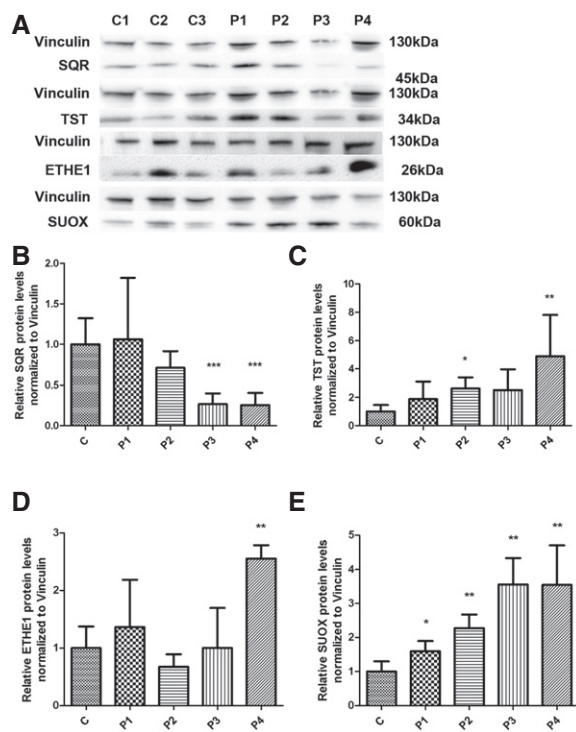 A
C1 C2 C3 P1 P2 P3 P4
Vinculin 130kDa
SQR 45kDa
Vinculin 130kDa
TST 34kDa
Vinculin 130kDa
ETHE1 26kDa
Vinculin 130kDa
SUOX 60kDa
B
Relative SQR protein levels
normalized to Vinculin
2.0
1.5
1.0
0.5
0.0
*** ***
C P1 P2 P3 P4
C
Relative TST protein levels
normalized to Vinculin
10
8
6
4
2
0
* **
C P1 P2 P3 P4
D
Relative ETHE1 protein levels
normalized to Vinculin
3
2
1
0
**
C P1 P2 P3 P4
E
Relative SUOX protein levels
normalized to Vinculin
5
4
3
2
1
0
* ** ** **
C P1 P2 P3 P4